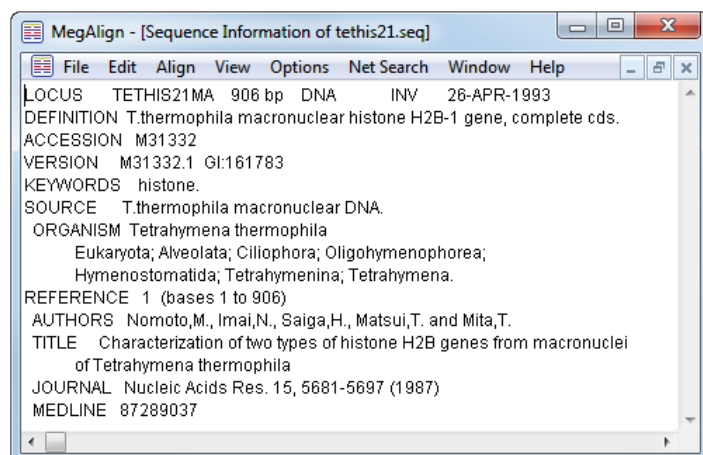 MegAlign - [Sequence Information of tethis21.seq]
File Edit Align View Options Net Search Window Help
LOCUS TETHIS21MA 906 bp DNA INV 26-APR-1993
DEFINITION T.thermophila macronuclear histone H2B-1 gene, complete cds.
ACCESSION M31332
VERSION M31332.1 GI:161783
KEYWORDS histone.
SOURCE T.thermophila macronuclear DNA.
ORGANISM Tetrahymena thermophila
Eukaryota; Alveolata; Ciliophora; Oligohymenophorea;
Hymenostomatida; Tetrahymenina; Tetrahymena.
REFERENCE 1 (bases 1 to 906)
AUTHORS Nomoto,M., Imai,N., Saiga,H., Matsui,T. and Mita,T.
TITLE Characterization of two types of histone H2B genes from macronuclei
of Tetrahymena thermophila
JOURNAL Nucleic Acids Res. 15, 5681-5697 (1987)
MEDLINE 87289037